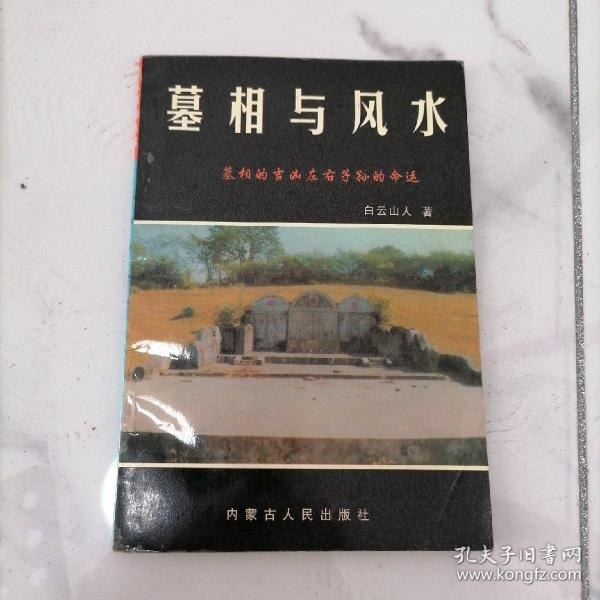 墓相与风水
墓相的吉凶左右子孙的命运
白云山人 著
内蒙古人民出版社
孔夫子旧书网
www.kongfz.com